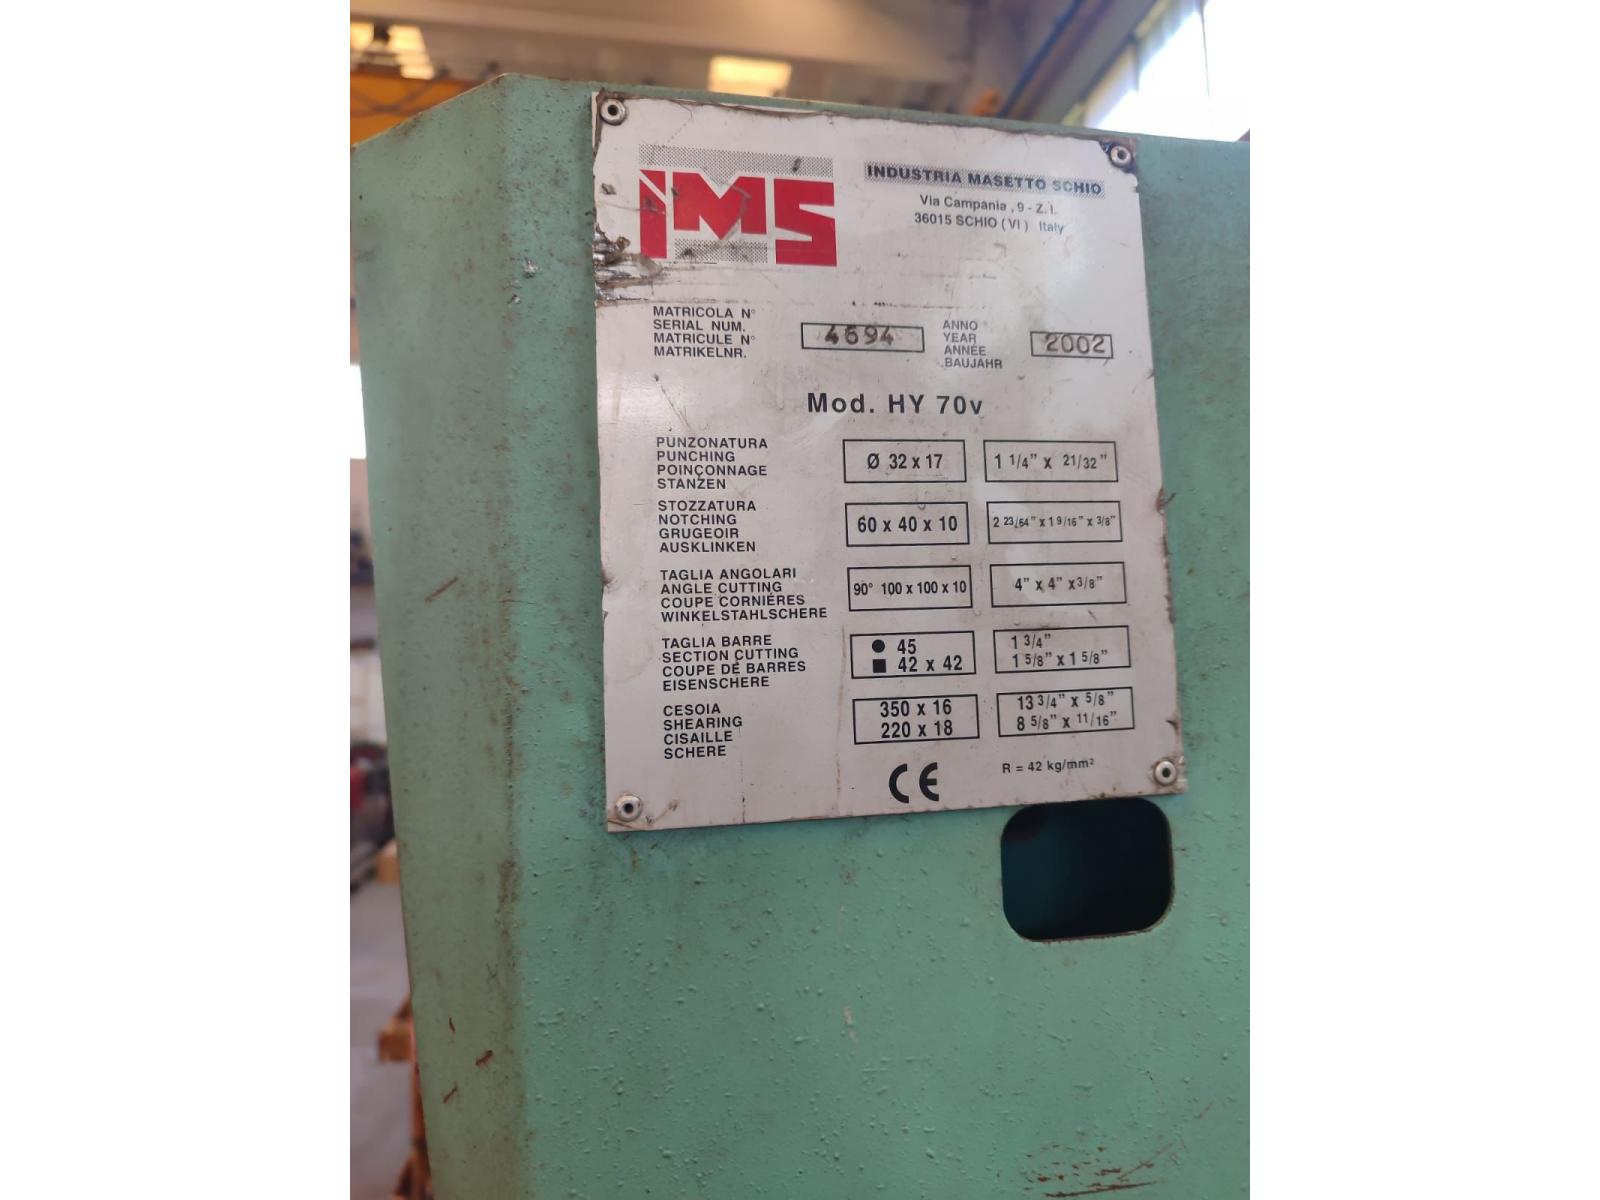 iMS
INDUSTRIA MASETTO SCHIO
Via Campania , 9 - Z. I.
36015 SCHIO ( VI ) Italy
MATRICOLA N°
SERIAL NUM.
MATRICULE N°
MATRIKELNR.
4694
ANNO
YEAR
ANNÉE
BAUJAHR
2002
Mod. HY 70v
PUNZONATURA
PUNCHING
POINÇONNAGE
STANZEN
Ø 32 x 17
1 1/4" x 21/32"
STOZZATURA
NOTCHING
GRUGEOIR
AUSKLINKEN
60 x 40 x 10
2 23/64" x 1 9/16" x 3/8"
TAGLIA ANGOLARI
ANGLE CUTTING
COUPE CORNIÉRES
WINKELSTAHLSCHERE
90° 100 x 100 x 10
4" x 4" x 3/8"
TAGLIA BARRE
SECTION CUTTING
COUPE DE BARRES
EISENSCHERE
● 45
■ 42 x 42
1 3/4"
1 5/8" x 1 5/8"
CESOIA
SHEARING
CISAILLE
SCHERE
350 x 16
220 x 18
13 3/4" x 5/8"
8 5/8" x 11/16"
CE
R = 42 kg/mm²